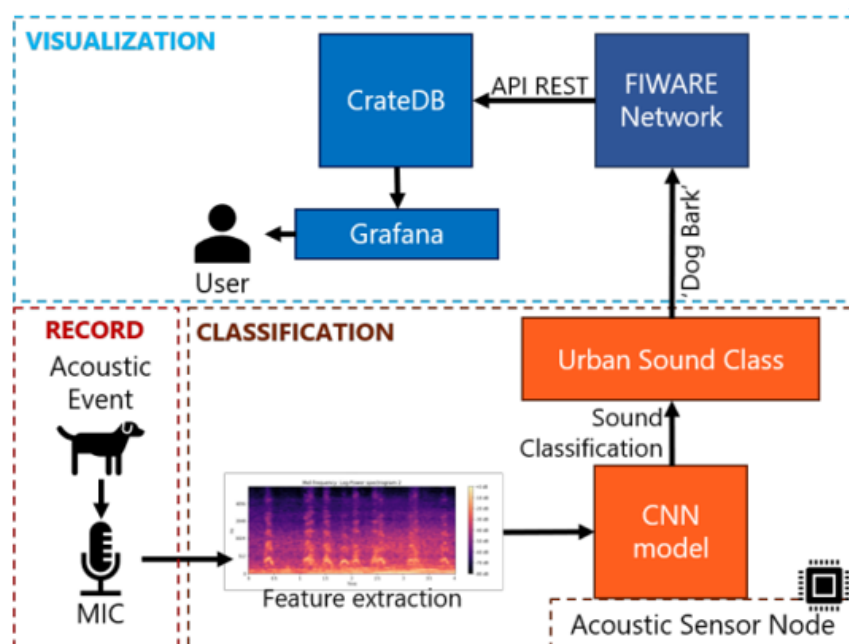 VISUALIZATION
CrateDB
API REST
FIWARE
Network
Grafana
User
'Dog Bark'
RECORD
Acoustic
Event
MIC
CLASSIFICATION
Urban Sound Class
Sound
Classification
CNN
model
Feature extraction
Acoustic Sensor Node